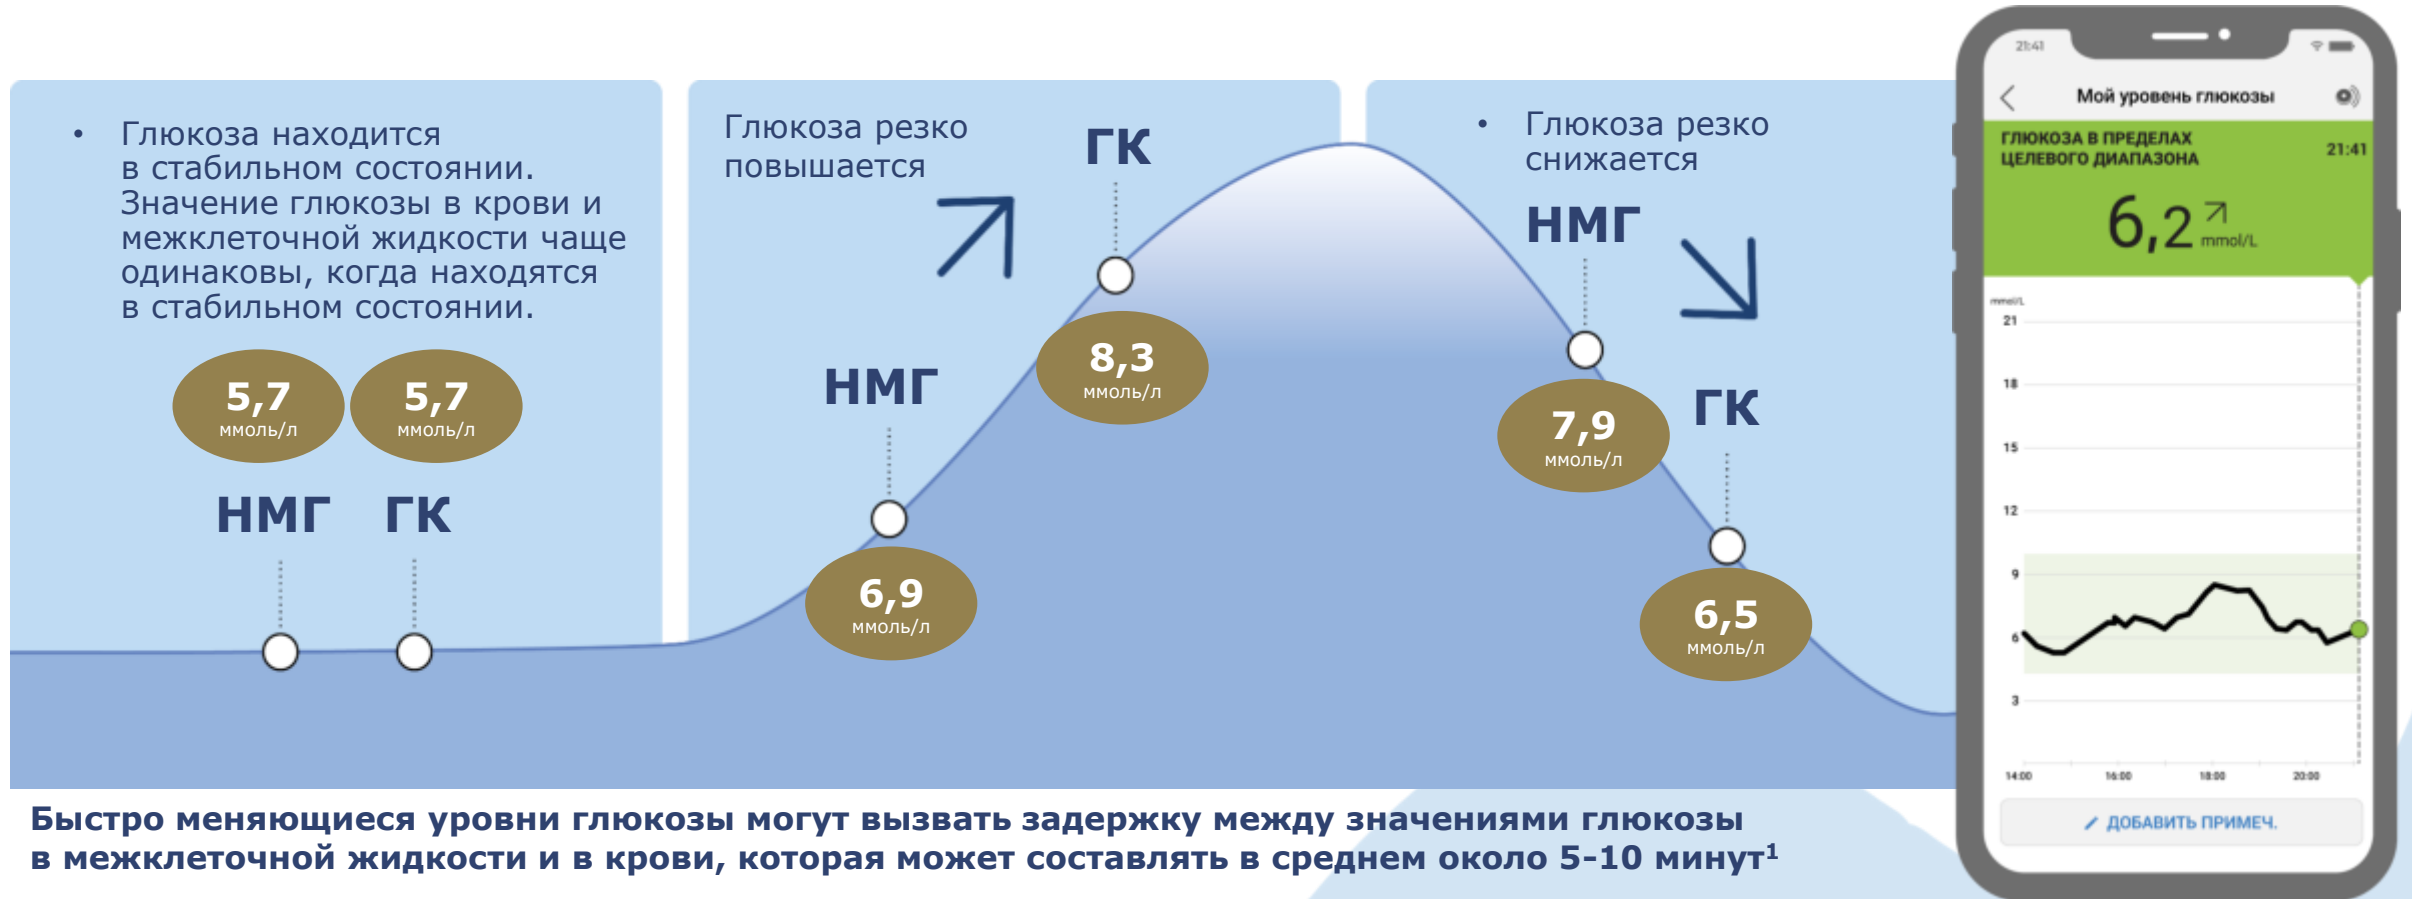 • Глюкоза находится
в стабильном состоянии.
Значение глюкозы в крови и
межклеточной жидкости чаще
одинаковы, когда находятся
в стабильном состоянии.
5,7
ммоль/л
5,7
ммоль/л
НМГ
ГК
Глюкоза резко
повышается
ГК
8,3
ммоль/л
НМГ
6,9
ммоль/л
• Глюкоза резко
снижается
НМГ
7,9
ммоль/л
ГК
6,5
ммоль/л
Быстро меняющиеся уровни глюкозы могут вызвать задержку между значениями глюкозы
в межклеточной жидкости и в крови, которая может составлять в среднем около 5-10 минут¹
21:41
Мой уровень глюкозы
ГЛЮКОЗА В ПРЕДЕЛАХ
ЦЕЛЕВОГО ДИАПАЗОНА
21:41
6,2
mmol/L
mmol/L
21
18
15
12
9
6
3
14:00 16:00 18:00 20:00
ДОБАВИТЬ ПРИМЕЧ.